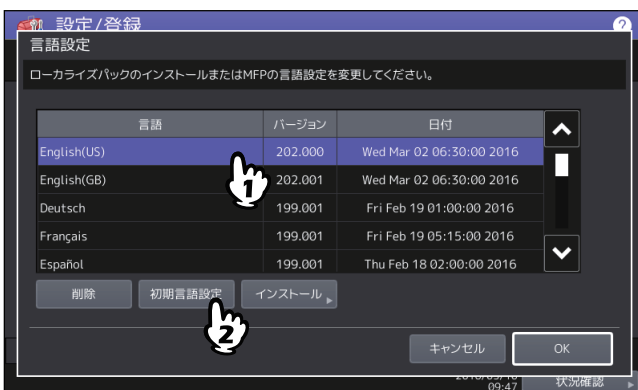 設定/登録
?
言語設定
ローカライズパックのインストールまたはMFPの言語設定を変更してください。
言語 バージョン 日付
English(US) 202.000 Wed Mar 02 06:30:00 2016
English(GB) 202.001 Wed Mar 02 06:30:00 2016
Deutsch 199.001 Fri Feb 19 01:00:00 2016
Français 199.001 Fri Feb 19 05:15:00 2016
Español 199.001 Thu Feb 18 02:00:00 2016
1
削除 初期言語設定 インストール
2
キャンセル OK
09:47 状況確認